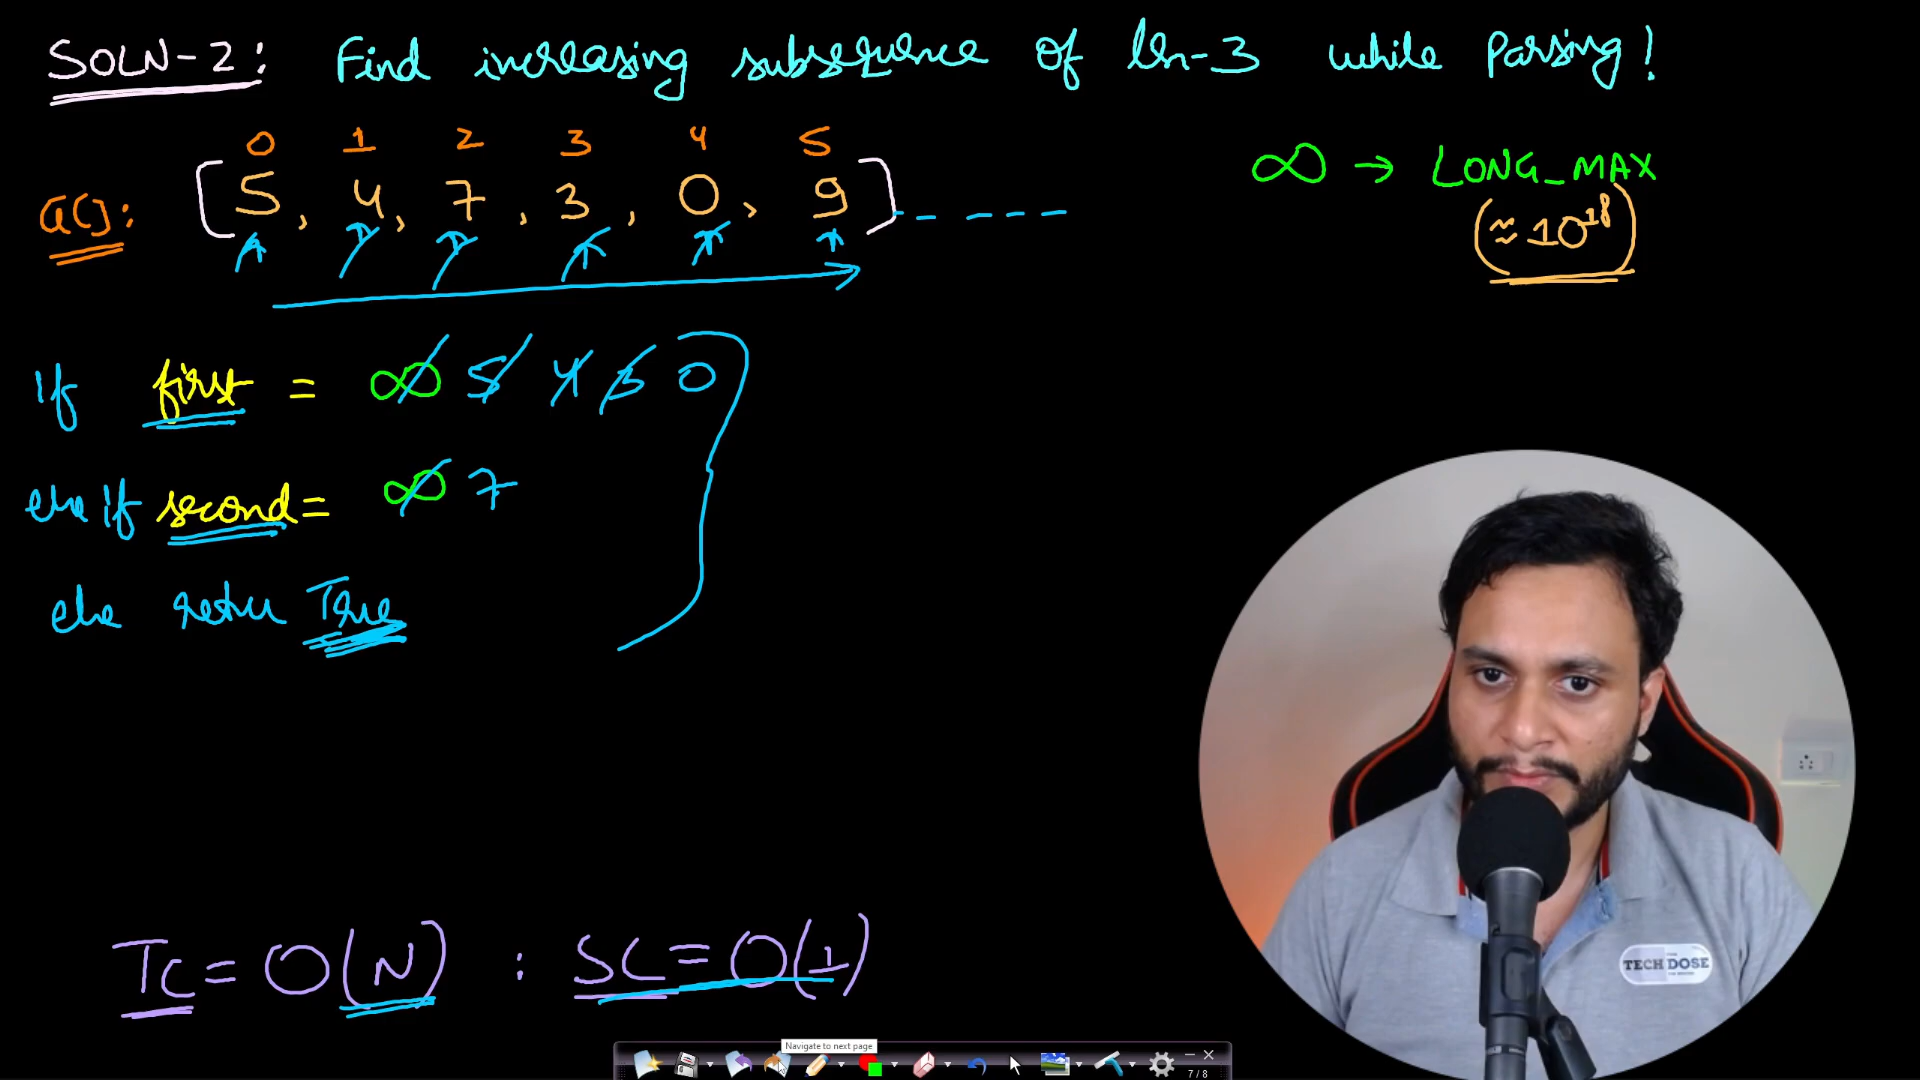 SOLN-2: Find increasing subsequence of len-3 while Parsing!
0 1 2 3 4 5
a[]: [5, 4, 7, 3, 0, 9] - - - -
∞ → LONG_MAX
(≈ 10^18)
If first = ∞ 5 4 3 0
else if second = ∞ 7
else return True
TC = O(N) : SC = O(1)
TECH DOSE
Navigate to next page
7 / 8